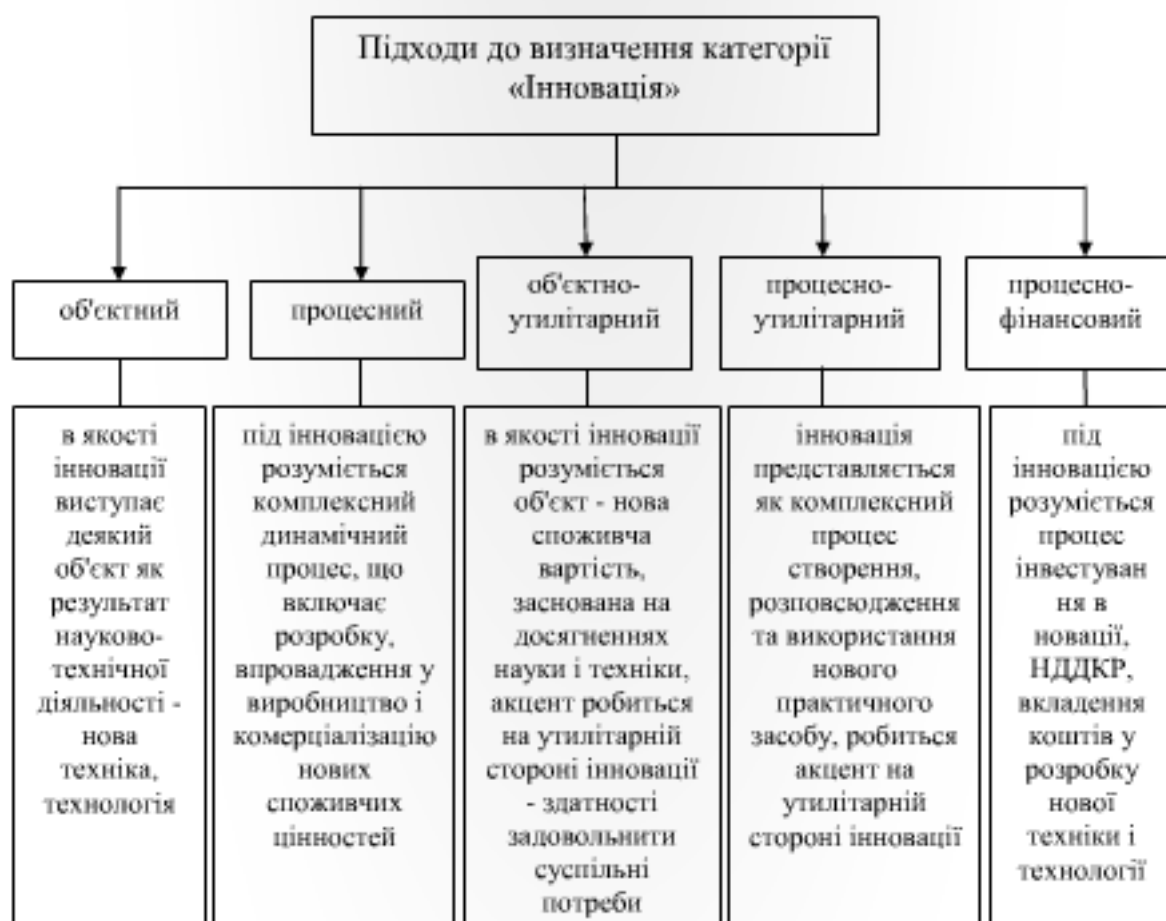 Підходи до визначення категорії
«Інновація»
об'єктний
процесний
об'єктно-
утилітарний
процесно-
утилітарний
процесно-
фінансовий
в якості
інновації
виступає
деякий
об'єкт як
результат
науково-
технічної
діяльності -
нова
техніка,
технологія
під інновацією
розуміється
комплексний
динамічний
процес, що
включає
розробку,
впровадження у
виробництво і
комерціалізацію
нових
споживчих
цінностей
в якості інновації
розуміється
об'єкт - нова
споживча
вартість,
заснована на
досягненнях
науки і техніки,
акцент робиться
на утилітарній
стороні інновації
- здатності
задовольнити
суспільні
потреби
інновація
представляється
як комплексний
процес
створення,
розповсюдження
та використання
нового
практичного
засобу, робиться
акцент на
утилітарній
стороні інновації
під
інновацією
розуміється
процес
інвестуван
ня в
новації,
НДДКР,
вкладення
коштів у
розробку
нової
техніки і
технології